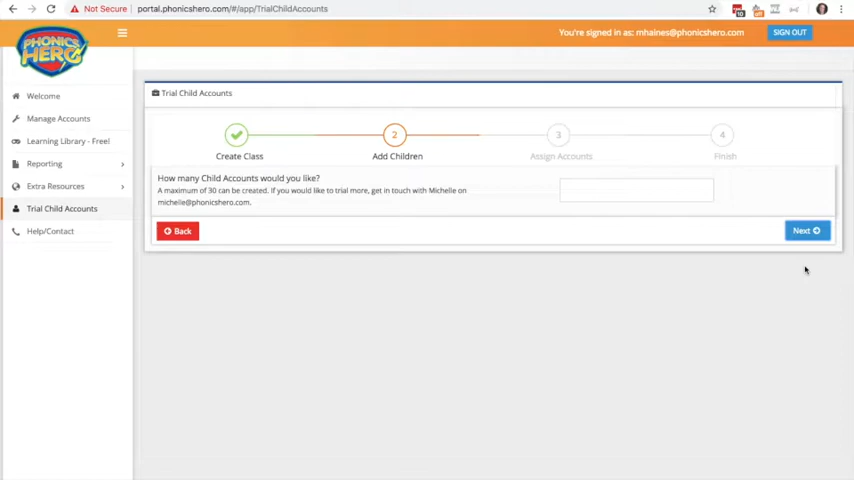 Not Secure portal.phonicshero.com/#/app/TrialChildAccounts
PHONICS
HERO
You're signed in as: mhaines@phonicshero.com
SIGN OUT
Welcome
Manage Accounts
Learning Library - Free!
Reporting
Extra Resources
Trial Child Accounts
Help/Contact
Trial Child Accounts
2
3
4
Create Class
Add Children
Assign Accounts
Finish
How many Child Accounts would you like?
A maximum of 30 can be created. If you would like to trial more, get in touch with Michelle on
michelle@phonicshero.com.
Back
Next